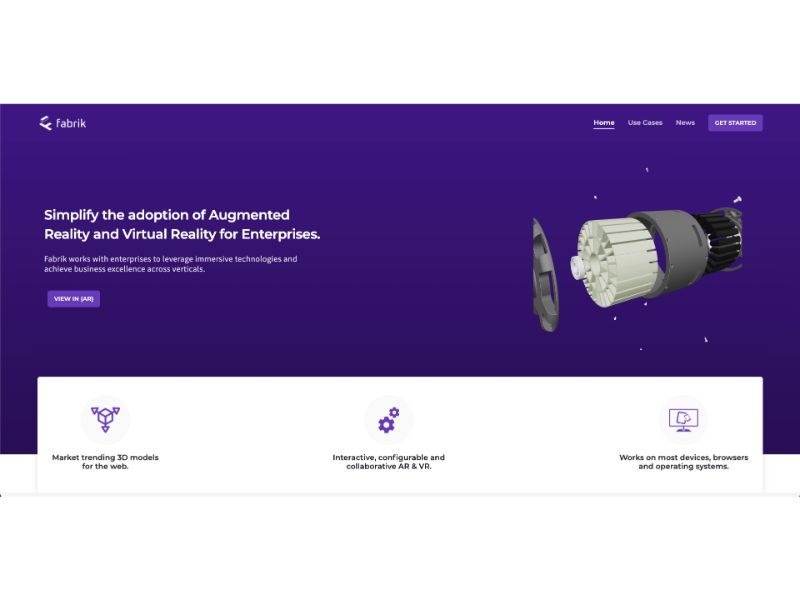 fabrik
Home Use Cases News GET STARTED
Simplify the adoption of Augmented
Reality and Virtual Reality for Enterprises.
Fabrik works with enterprises to leverage immersive technologies and
achieve business excellence across verticals.
VIEW IN (AR)
Market trending 3D models
for the web.
Interactive, configurable and
collaborative AR & VR.
Works on most devices, browsers
and operating systems.